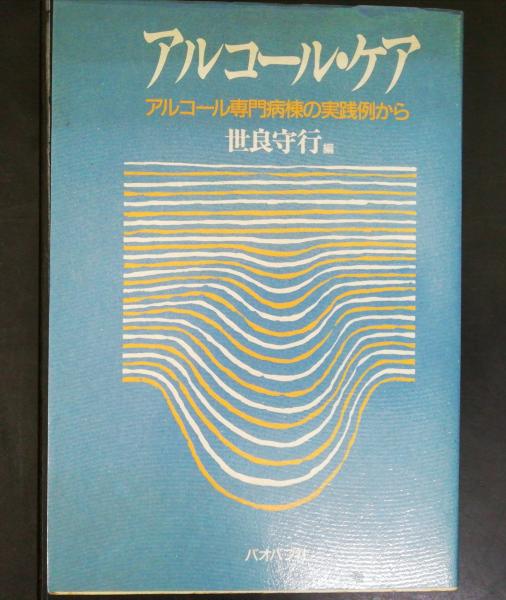 アルコール・ケア
アルコール専門病棟の実践例から
世良守行編
バオバブ社